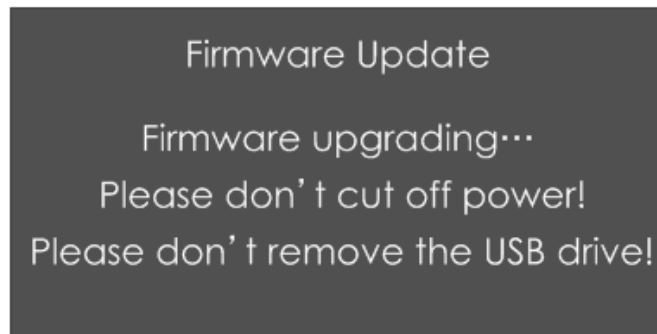 Firmware Update
Firmware upgrading…
Please don’t cut off power!
Please don’t remove the USB drive!